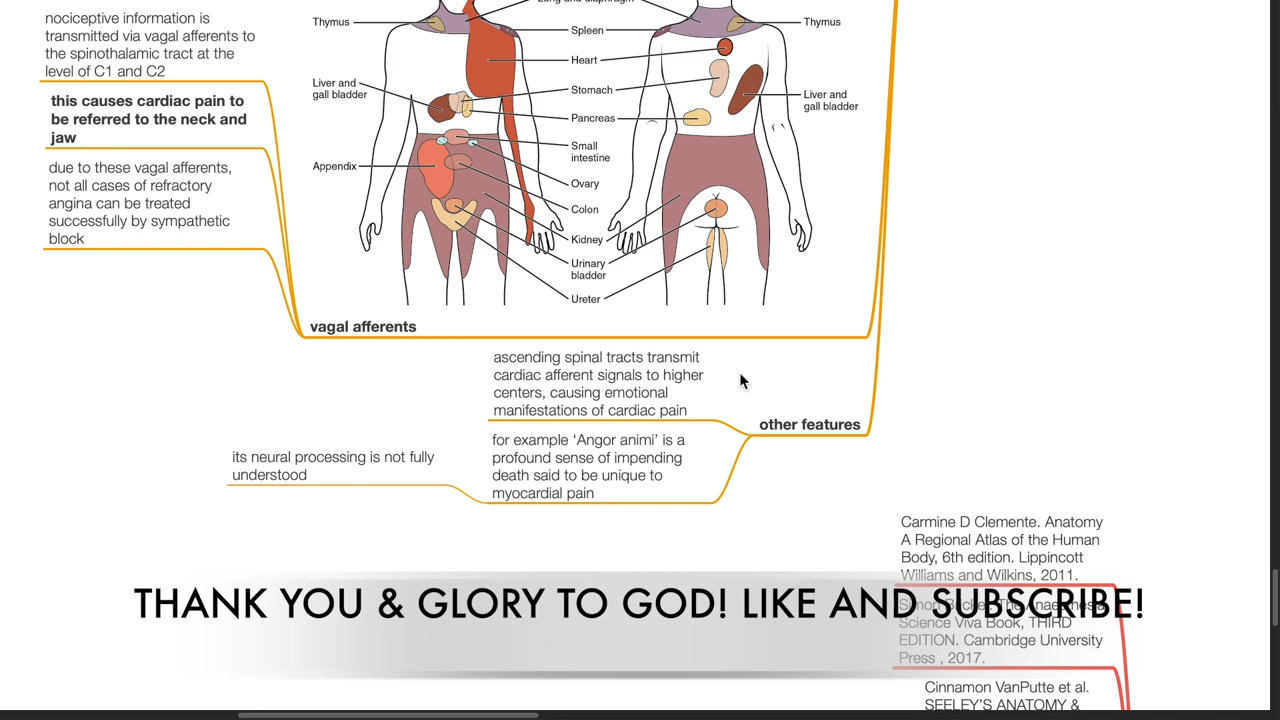 nociceptive information is
transmitted via vagal afferents to
the spinothalamic tract at the
level of C1 and C2
this causes cardiac pain to
be referred to the neck and
jaw
due to these vagal afferents,
not all cases of refractory
angina can be treated
successfully by sympathetic
block
Lung and diaphragm
Thymus
Thymus
Spleen
Heart
Liver and
gall bladder
Stomach
Liver and
gall bladder
Pancreas
Small
intestine
Appendix
Ovary
Colon
Kidney
Urinary
bladder
Ureter
vagal afferents
ascending spinal tracts transmit
cardiac afferent signals to higher
centers, causing emotional
manifestations of cardiac pain
other features
for example ‘Angor animi’ is a
profound sense of impending
death said to be unique to
myocardial pain
its neural processing is not fully
understood
Carmine D Clemente. Anatomy
A Regional Atlas of the Human
Body, 6th edition. Lippincott
Williams and Wilkins, 2011.
THANK YOU & GLORY TO GOD! LIKE AND SUBSCRIBE!
Science Viva Book, THIRD
EDITION. Cambridge University
Press , 2017.
Cinnamon VanPutte et al.
SEELEY'S ANATOMY &